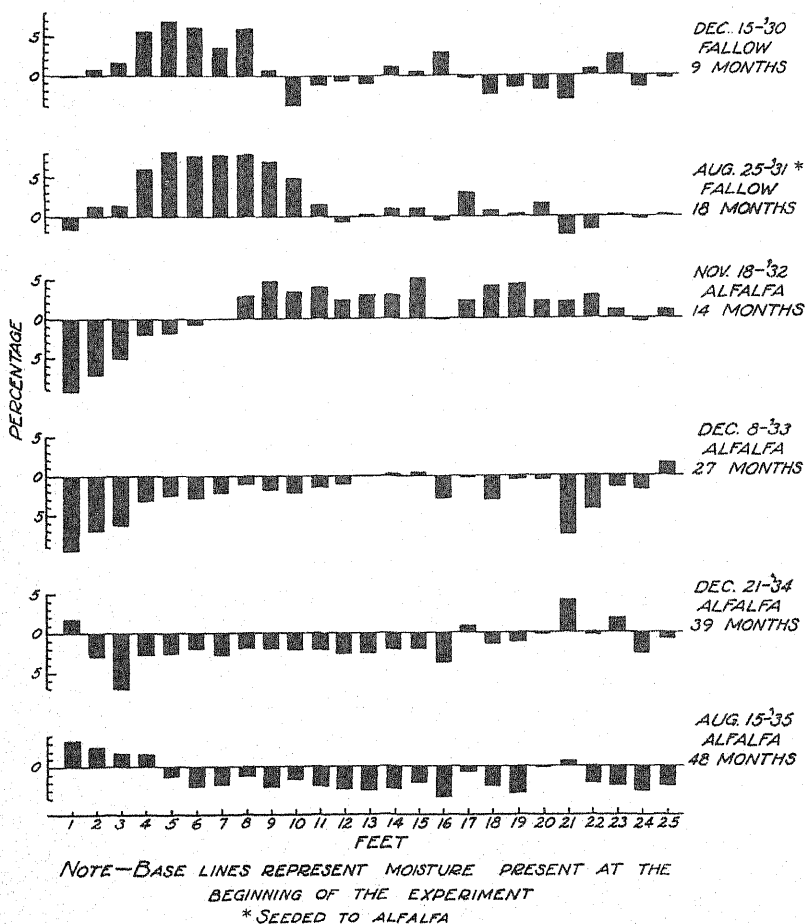 5
0
DEC. 15-'30
FALLOW
9 MONTHS
5
0
AUG. 25-'31 *
FALLOW
18 MONTHS
5
0
5
NOV. 18-'32
ALFALFA
14 MONTHS
PERCENTAGE
5
0
5
DEC. 8-'33
ALFALFA
27 MONTHS
5
0
5
DEC. 21-'34
ALFALFA
39 MONTHS
0
AUG. 15-'35
ALFALFA
48 MONTHS
1 2 3 4 5 6 7 8 9 10 11 12 13 14 15 16 17 18 19 20 21 22 23 24 25
FEET
NOTE—BASE LINES REPRESENT MOISTURE PRESENT AT THE
BEGINNING OF THE EXPERIMENT
* SEEDED TO ALFALFA